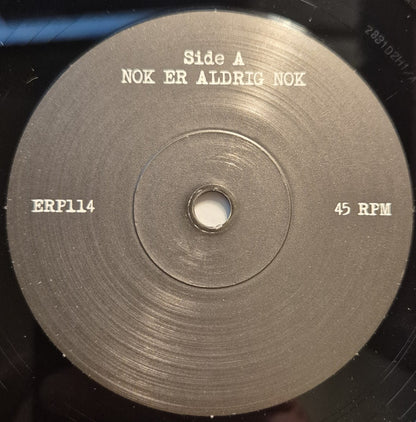 Side A
NOK ER ALDRIG NOK
ERP114
45 RPM